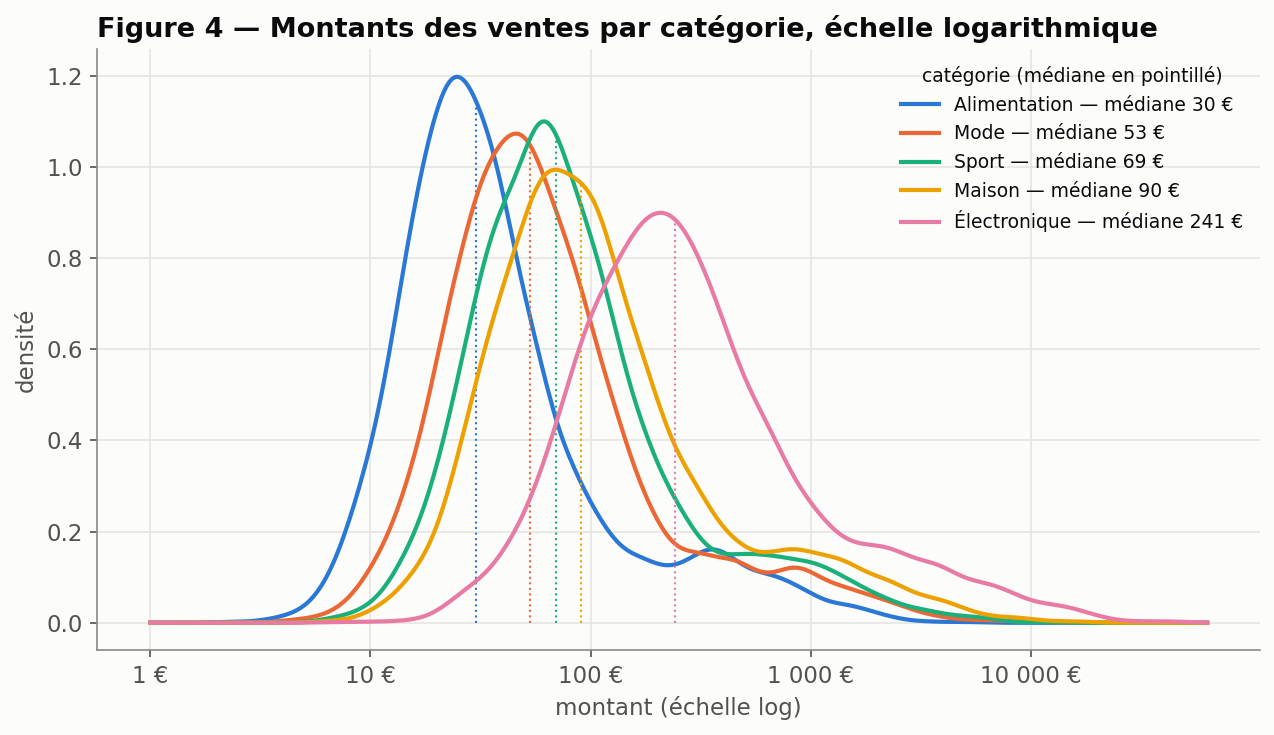 Figure 4 — Montants des ventes par catégorie, échelle logarithmique
catégorie (médiane en pointillé)
Alimentation — médiane 30 €
Mode — médiane 53 €
Sport — médiane 69 €
Maison — médiane 90 €
Électronique — médiane 241 €
densité
1.2
1.0
0.8
0.6
0.4
0.2
0.0
1 €
10 €
100 €
1 000 €
10 000 €
montant (échelle log)